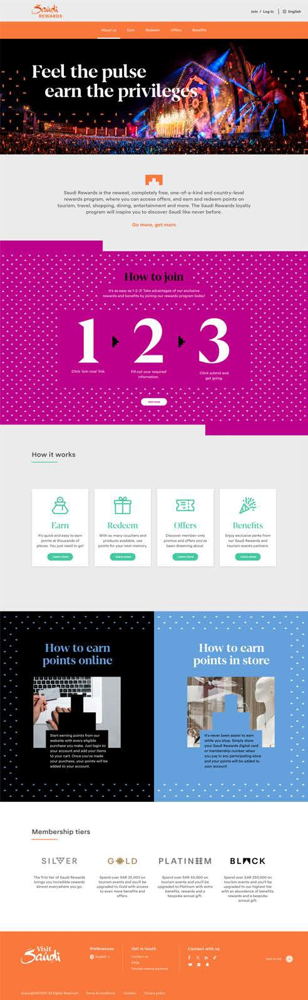 Saudi
REWARDS
Join / Log in
English
About us
Earn
Redeem
Offers
Benefits
Feel the pulse
earn the privileges
Saudi Rewards is the newest, completely free, one-of-a-kind and country-level
rewards program, where you can access offers, and earn and redeem points on
tourism, travel, shopping, dining, entertainment and more. The Saudi Rewards loyalty
program will inspire you to discover Saudi like never before.
Go more, get more
How to join
It's as easy as 1-2-3! Take advantages of our exclusive
rewards and benefits by joining our rewards program today!
1
2
3
Click 'Join now' link.
Fill out your required
information.
Click submit and
get going.
Join now
How it works
Earn
It's quick and easy to earn
points at thousands of
places. You just need to go!
Learn more
Redeem
With so many vouchers and
products available, use
points for your next memory.
Learn more
Offers
Discover member-only
promos and offers you've
been dreaming about.
Learn more
Benefits
Enjoy exclusive perks from
our Saudi Rewards and
tourism events partners.
Learn more
How to earn
points online
Start earning points from our
website with every eligible
purchase you make. Just login to
your account and add your items
to your cart. Once you've made
your purchase, your points will be
added to your account.
How to earn
points in store
It's never been easier to earn
while you shop. Simply show
your Saudi Rewards digital card
or membership number when
you pay in any participating store
and your points will be added to
your account.
Membership tiers
SILVER
The first tier of Saudi Rewards
brings you incredible rewards
almost everywhere you go.
GOLD
Spend over SAR 25,000 on
tourism events and you'll be
upgraded to Gold with access
to even more benefits and
offers.
PLATINUM
Spend over SAR 50,000 on
tourism events and you'll be
upgraded to Platinum with extra
benefits, rewards and a
bespoke annual gift.
BLACK
Spend over SAR 250,000 on
tourism events and you'll be
upgraded to our highest tier
with an abundance of benefits,
rewards and a bespoke
annual gift.
Visit
Saudi
Preferences
English
Get in touch
Contact us
FAQs
Tourism events partners
Connect with us
Back to top
Copyright©2023. All Rights Reserved
Terms & conditions
Cookies
Privacy policy